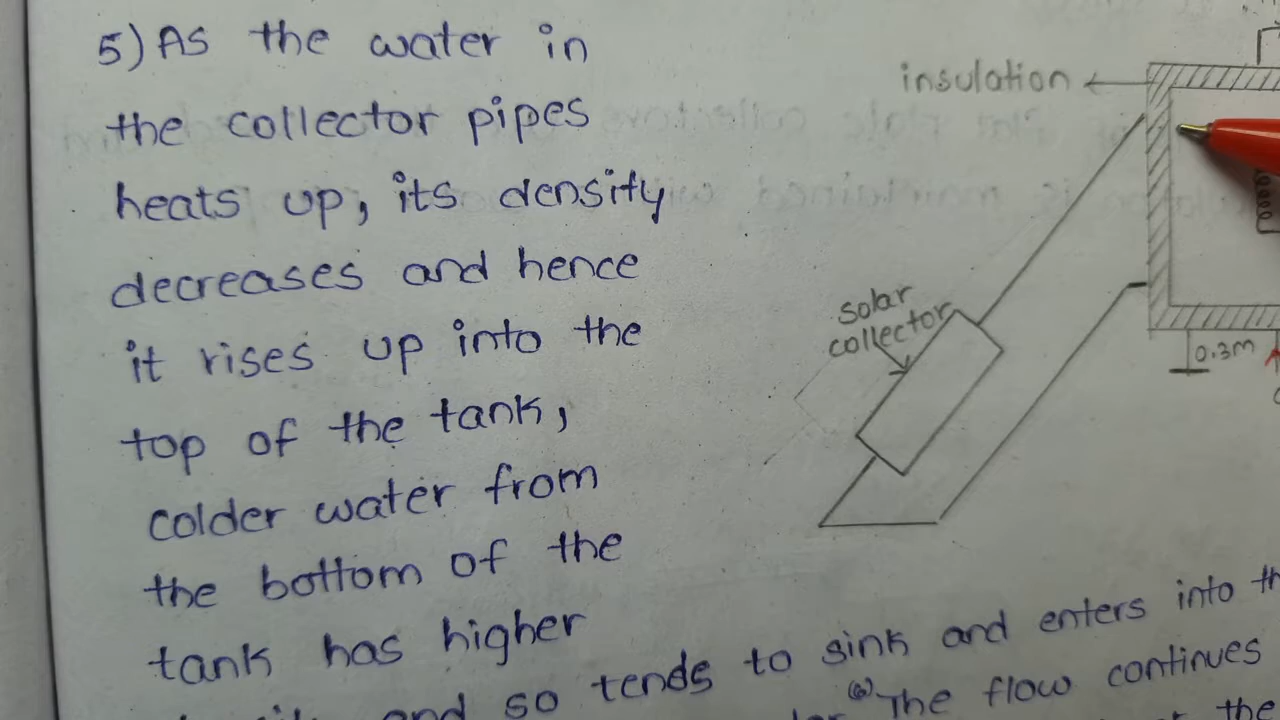 5) As the water in
the collector pipes
heats up, its density
decreases and hence
it rises up into the
top of the tank,
colder water from
the bottom of the
tank has higher
and so tends to sink and enters into
(6) The flow continues
the
insulation
solar
collector
0.3m